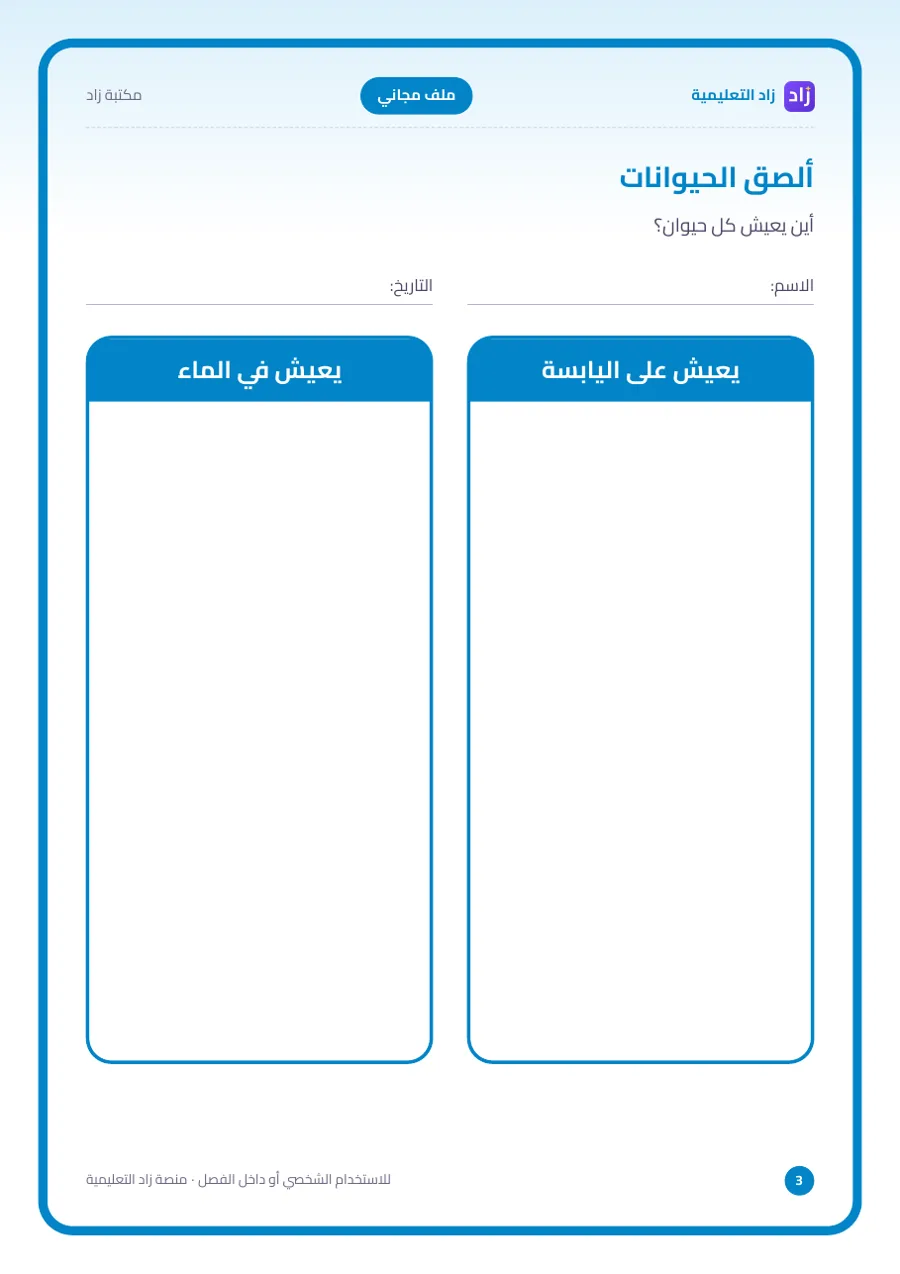 زاد زاد التعليمية
ملف مجاني
مكتبة زاد
ألصق الحيوانات
أين يعيش كل حيوان؟
الاسم:
التاريخ:
يعيش على اليابسة
يعيش في الماء
3
للاستخدام الشخصي أو داخل الفصل · منصة زاد التعليمية